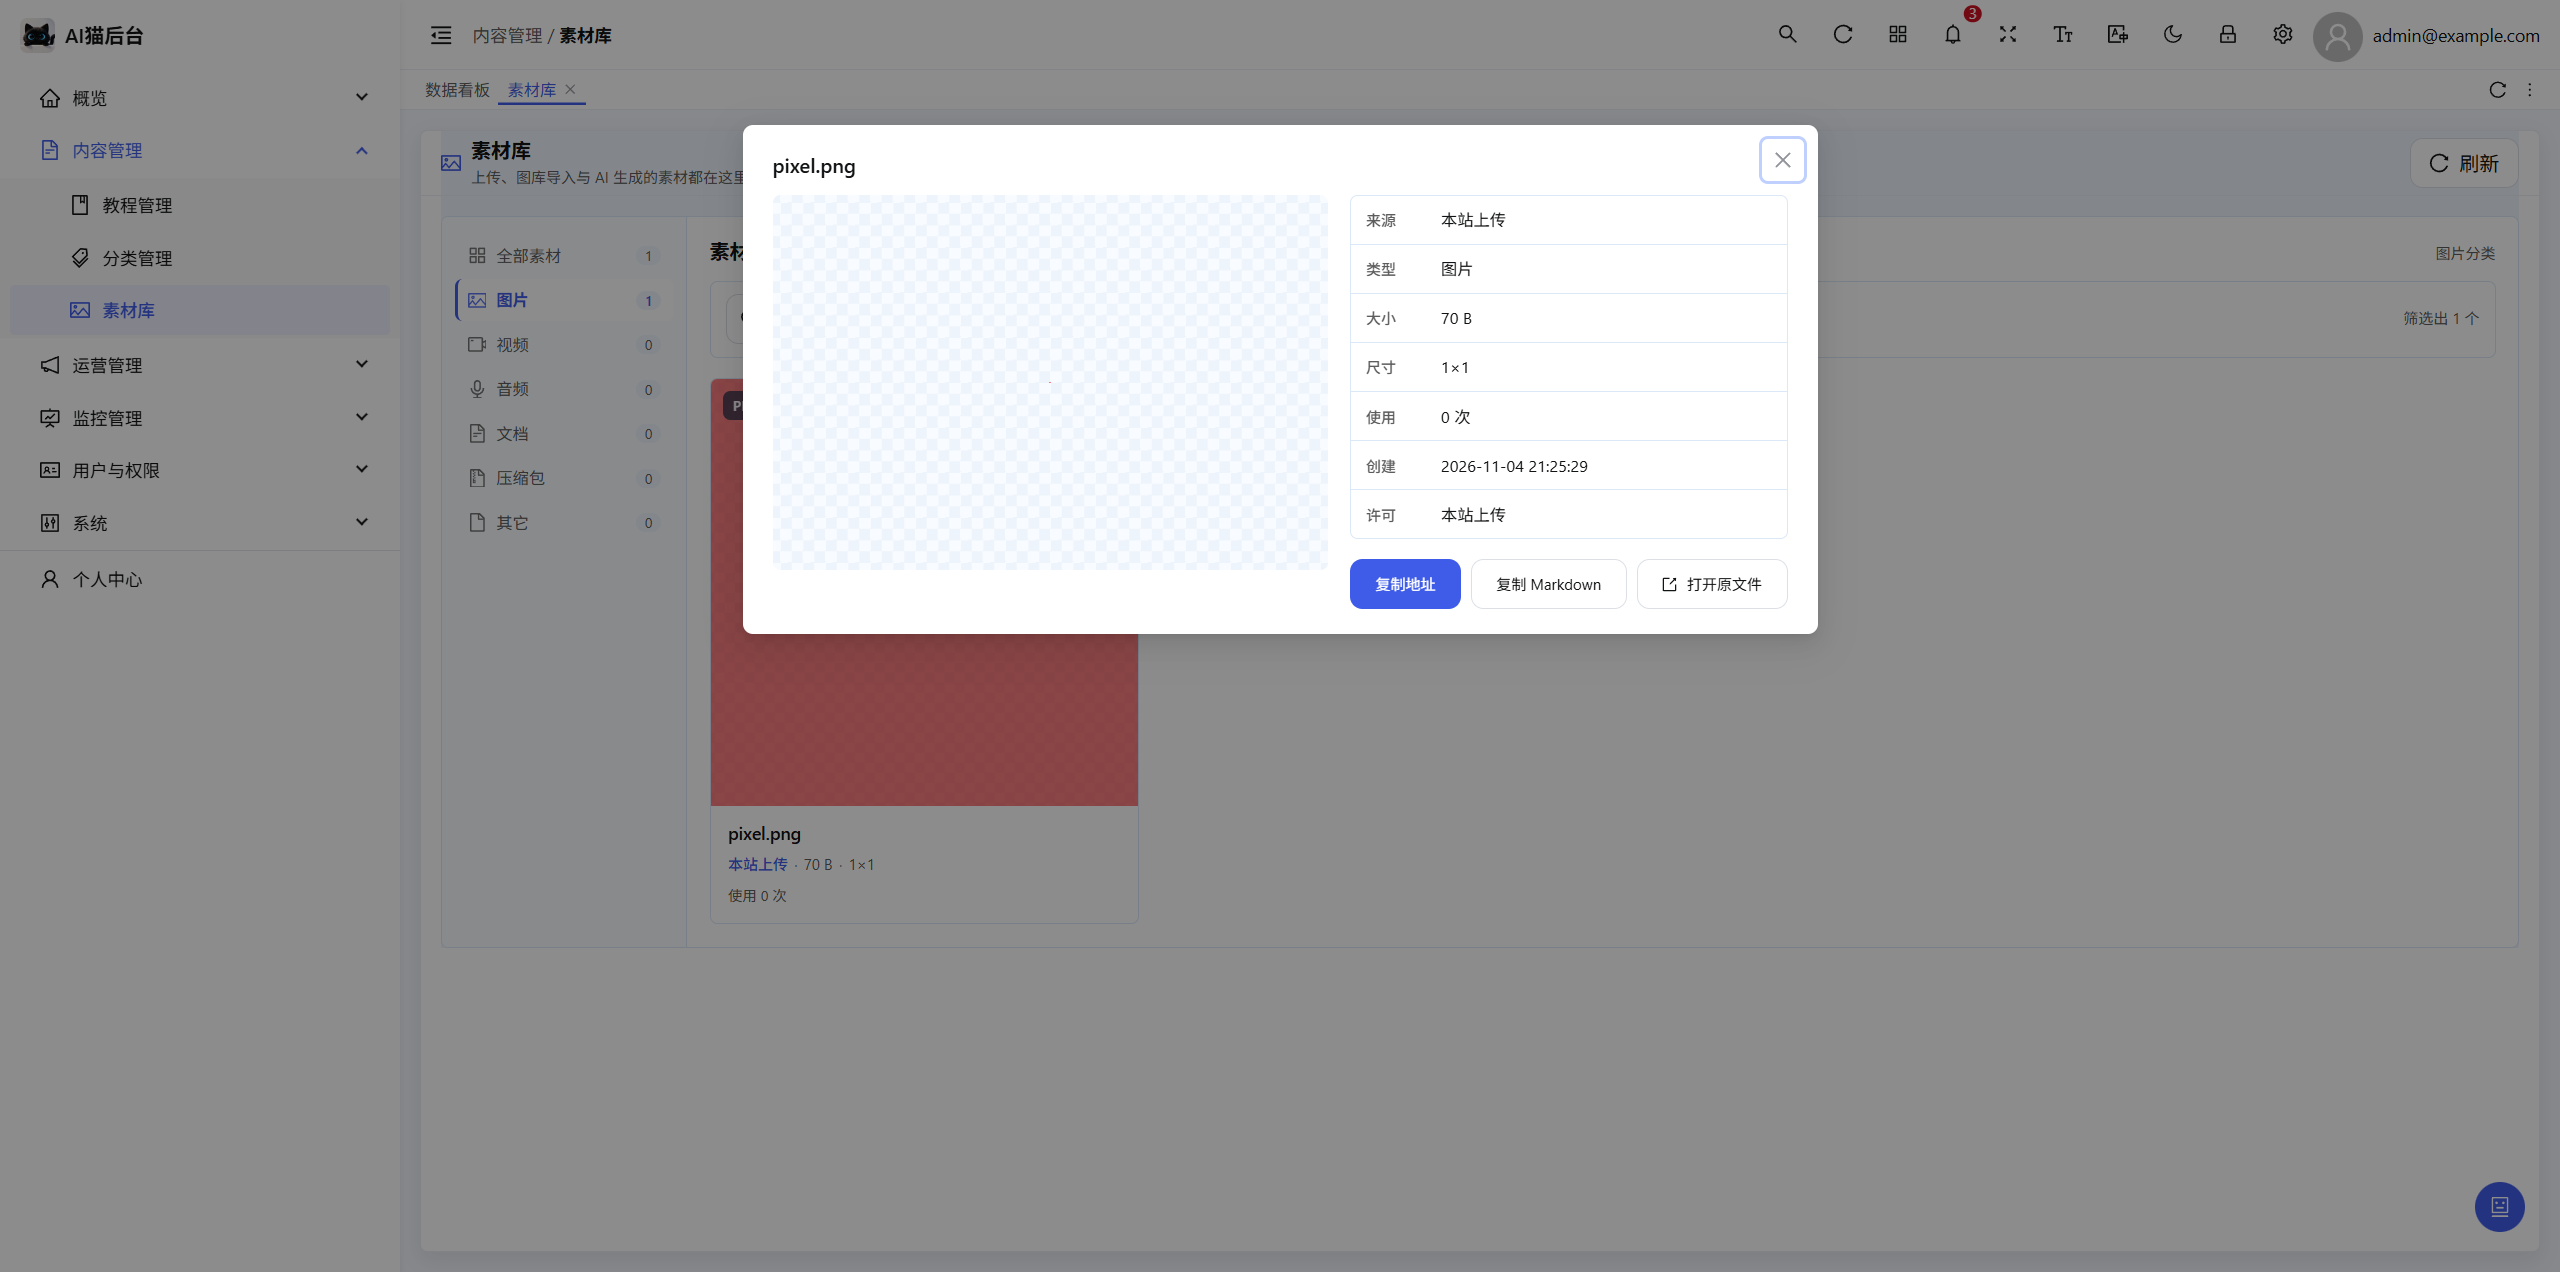 AI猫后台
内容管理 / 素材库
3
admin@example.com
数据看板
素材库
概览
内容管理
教程管理
分类管理
素材库
运营管理
监控管理
用户与权限
系统
个人中心
素材库
上传、图库导入与 AI 生成的素材都在这里
刷新
全部素材 1
图片 1
视频 0
音频 0
文档 0
压缩包 0
其它 0
素材
图片分类
筛选出 1 个
pixel.png
本站上传 · 70 B · 1×1
使用 0 次
pixel.png
来源 本站上传
类型 图片
大小 70 B
尺寸 1×1
使用 0 次
创建 2026-11-04 21:25:29
许可 本站上传
复制地址
复制 Markdown
打开原文件